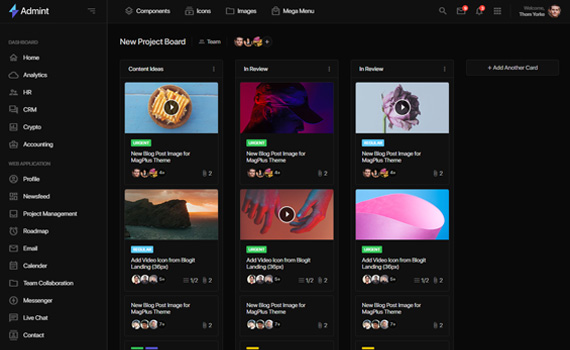 Admint
Components
Icons
Images
Mega Menu
Welcome,
Thom Yorke
DASHBOARD
Home
Analytics
HR
CRM
Crypto
Accounting
WEB APPLICATION
Profile
Newsfeed
Project Management
Roadmap
Email
Calender
Team Collaboration
Messenger
Live Chat
Contact
New Project Board
Team
Content Ideas
URGENT
New Blog Post Image for
MagPlus Theme
4+
2
REGULAR
Add Video Icon from Blogit
Landing (36px)
5+
1/2
2
New Blog Post Image for
MagPlus Theme
7+
2
In Review
URGENT
New Blog Post Image for
MagPlus Theme
4+
2
URGENT
Add Video Icon from Blogit
Landing (36px)
5+
1/2
2
New Blog Post Image for
MagPlus Theme
7+
2
In Review
REGULAR
New Blog Post Image for
MagPlus Theme
4+
2
URGENT
Add Video Icon from Blogit
Landing (36px)
5+
1/2
2
New Blog Post Image for
MagPlus Theme
7+
2
+ Add Another Card